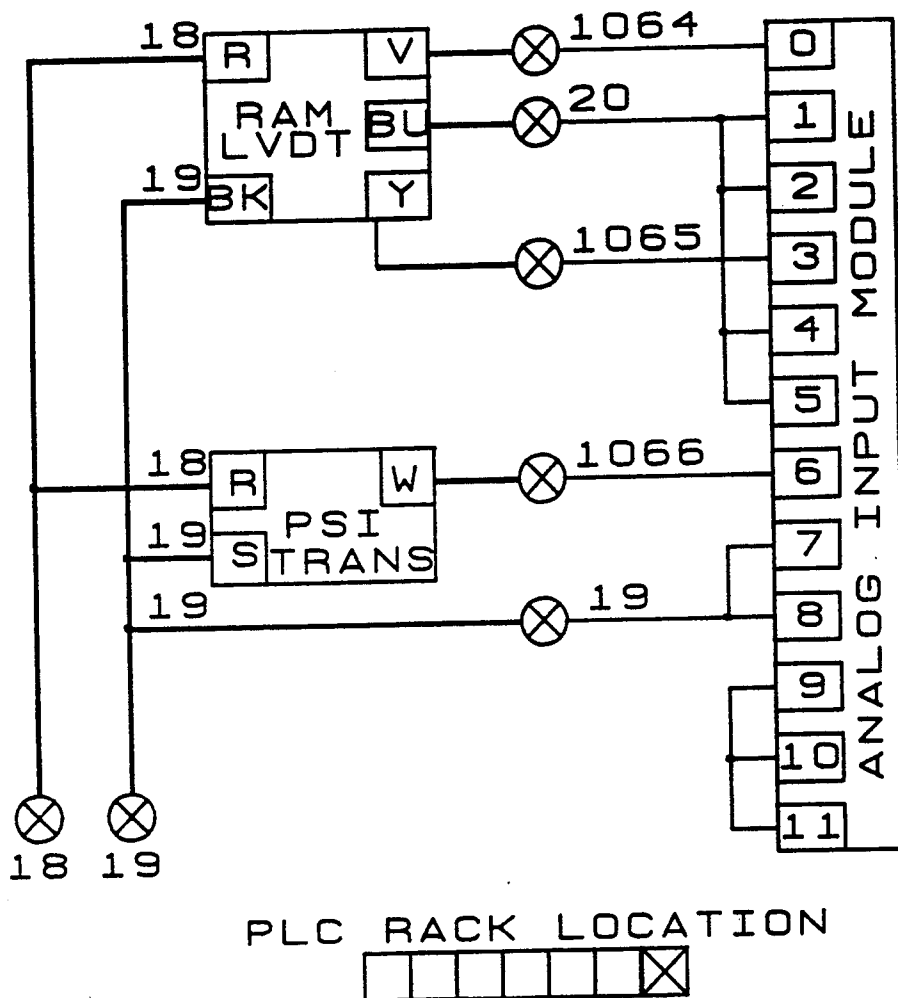 18 R V 1064 0
RAM LVDT
BU 20 1
2
19 BK Y
1065 3
4
5
18 R W 1066 6
PSI TRANS
19 S
7
19 19 8
9
10
11
ANALOG INPUT MODULE
18 19
PLC RACK LOCATION